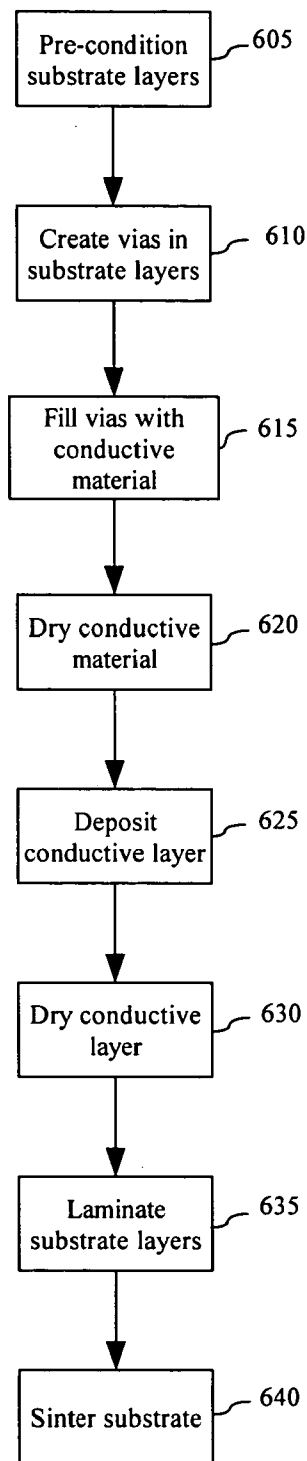 Pre-condition
substrate layers
605
Create vias in
substrate layers
610
Fill vias with
conductive
material
615
Dry conductive
material
620
Deposit
conductive layer
625
Dry conductive
layer
630
Laminate
substrate layers
635
Sinter substrate
640